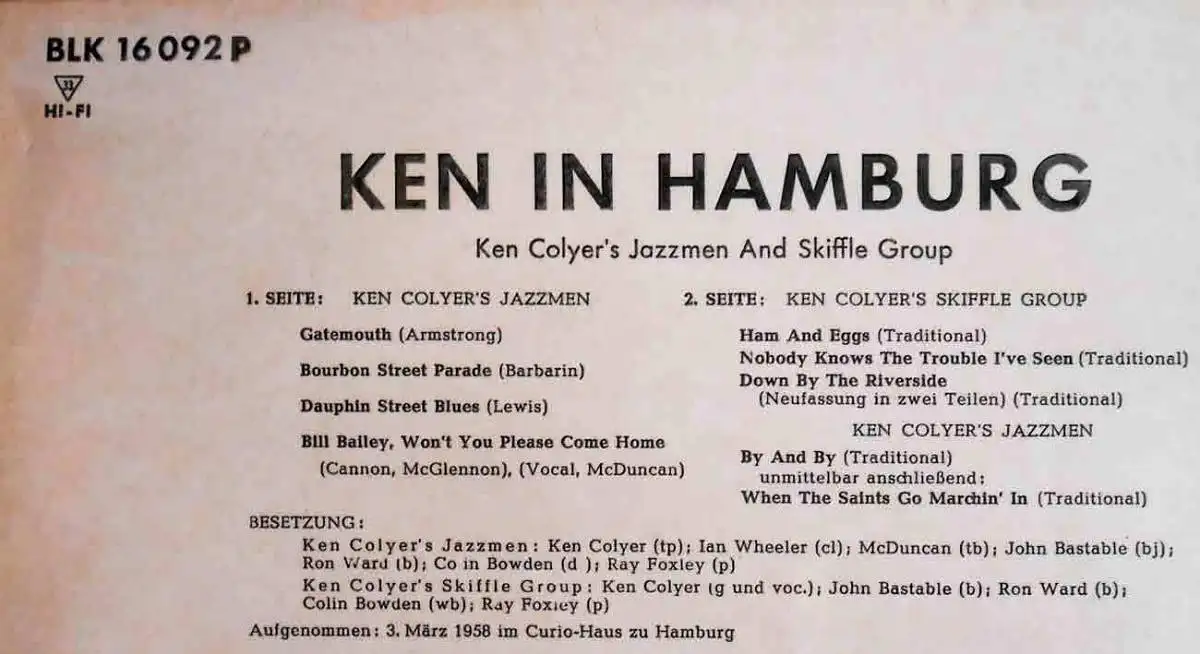 BLK 16092 P
33
HI-FI
KEN IN HAMBURG
Ken Colyer's Jazzmen And Skiffle Group
1. SEITE: KEN COLYER'S JAZZMEN
Gatemouth (Armstrong)
Bourbon Street Parade (Barbarin)
Dauphin Street Blues (Lewis)
Bill Bailey, Won't You Please Come Home
(Cannon, McGlennon), (Vocal, McDuncan)
2. SEITE: KEN COLYER'S SKIFFLE GROUP
Ham And Eggs (Traditional)
Nobody Knows The Trouble I've Seen (Traditional)
Down By The Riverside
(Neufassung in zwei Teilen) (Traditional)
KEN COLYER'S JAZZMEN
By And By (Traditional)
unmittelbar anschließend:
When The Saints Go Marchin' In (Traditional)
BESETZUNG:
Ken Colyer's Jazzmen: Ken Colyer (tp); Ian Wheeler (cl); McDuncan (tb); John Bastable (bj);
Ron Ward (b); Co in Bowden (d ); Ray Foxley (p)
Ken Colyer's Skiffle Group: Ken Colyer (g und voc.); John Bastable (b); Ron Ward (b);
Colin Bowden (wb); Ray Foxley (p)
Aufgenommen: 3. März 1958 im Curio-Haus zu Hamburg